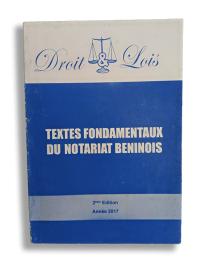 Droit & Lois
TEXTES FONDAMENTAUX
DU NOTARIAT BENINOIS
2ème Edition
Année 2017